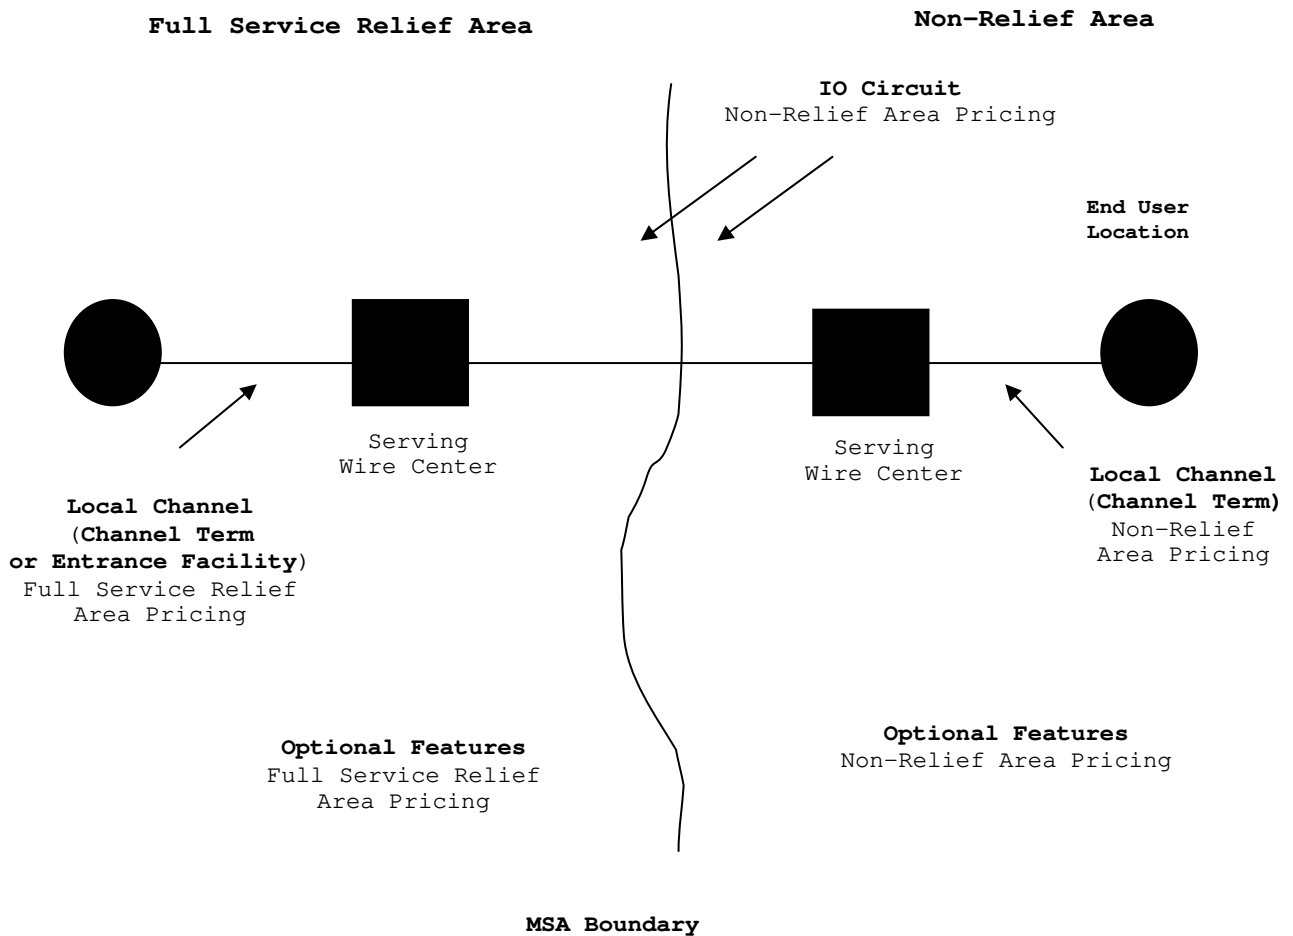 Full Service Relief Area
Non-Relief Area
IO Circuit
Non-Relief Area Pricing
End User
Location
Serving
Wire Center
Serving
Wire Center
Local Channel
(Channel Term
or Entrance Facility)
Full Service Relief
Area Pricing
Local Channel
(Channel Term)
Non-Relief
Area Pricing
Optional Features
Full Service Relief
Area Pricing
Optional Features
Non-Relief Area Pricing
MSA Boundary